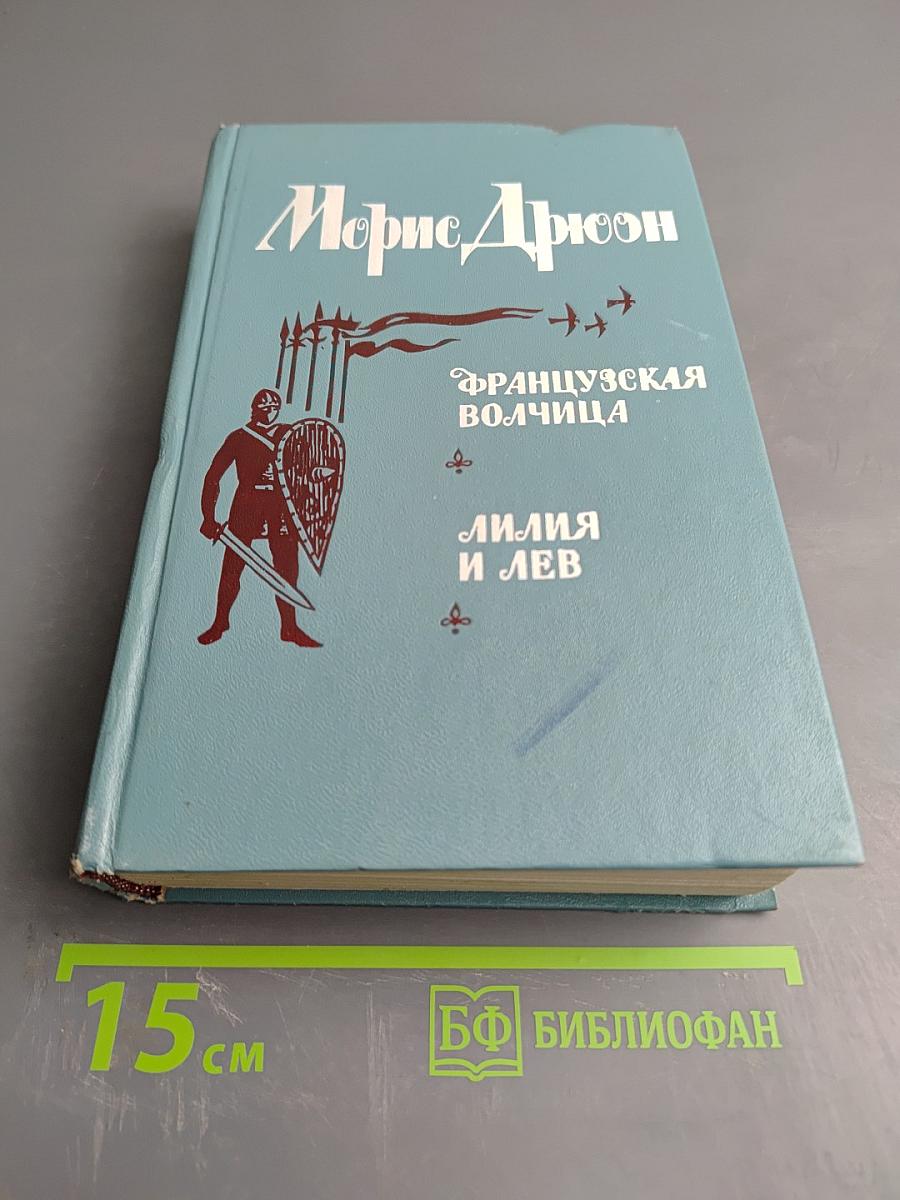 Морис Дрюон
ФРАНЦУЗСКАЯ
ВОЛЧИЦА
ЛИЛИЯ
И ЛЕВ
15 см
БФ БИБЛИОФАН